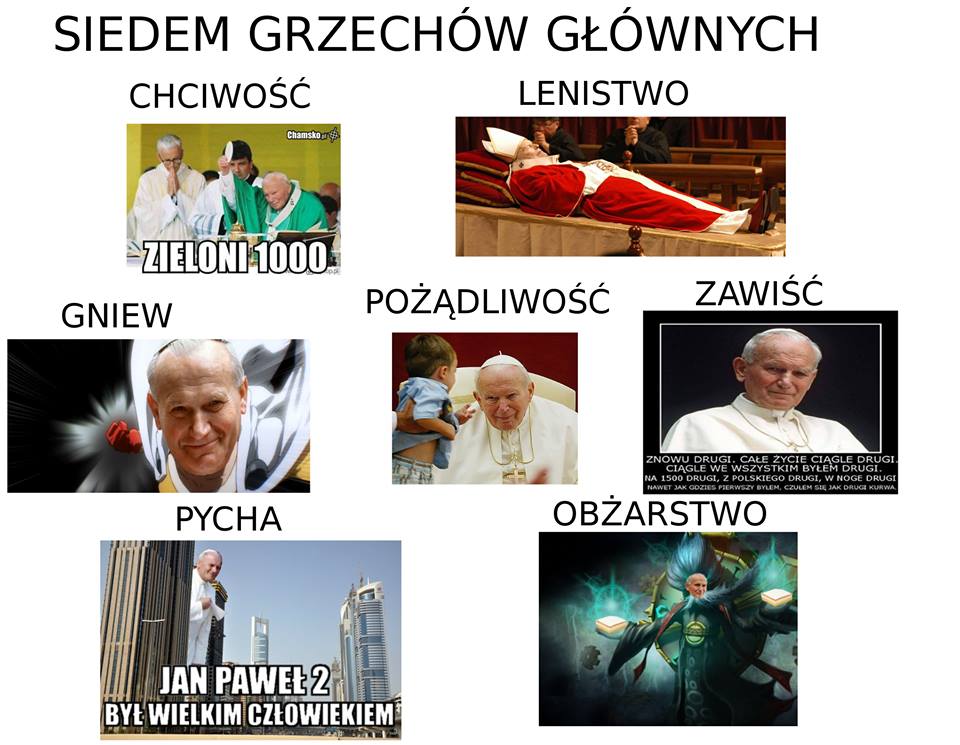 SIEDEM GRZECHÓW GŁÓWNYCH
CHCIWOŚĆ
LENISTWO
Chamsko.pl
ZIELONI 1000
GNIEW
POŻĄDLIWOŚĆ
ZAWIŚĆ
ZNOWU DRUGI. CAŁE ŻYCIE CIĄGLE DRUGI.
CIĄGLE WE WSZYSTKIM BYŁEM DRUGI.
NA 1500 DRUGI, Z POLSKIEGO DRUGI, W NOGE DRUGI
NAWET JAK GDZIES PIERWSZY BYŁEM, CZUŁEM SIĘ JAK DRUGI KURWA.
PYCHA
OBŻARSTWO
JAN PAWEŁ 2
BYŁ WIELKIM CZŁOWIEKIEM